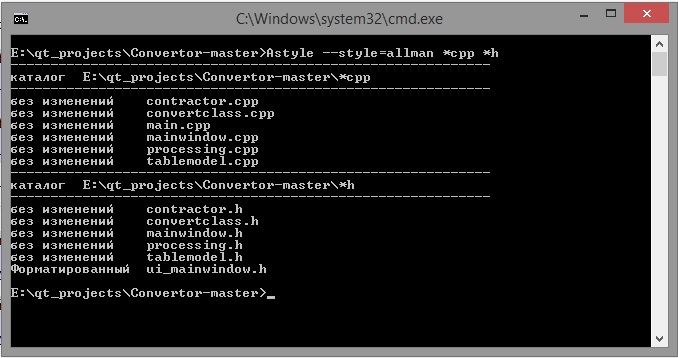 C:\Windows\system32\cmd.exe
E:\qt_projects\Convertor-master>Astyle --style=allman *cpp *h
------------------------------------------------------------
каталог  E:\qt_projects\Convertor-master\*cpp
------------------------------------------------------------
без изменений    contractor.cpp
без изменений    convertclass.cpp
без изменений    main.cpp
без изменений    mainwindow.cpp
без изменений    processing.cpp
без изменений    tablemodel.cpp
------------------------------------------------------------
каталог  E:\qt_projects\Convertor-master\*h
------------------------------------------------------------
без изменений    contractor.h
без изменений    convertclass.h
без изменений    mainwindow.h
без изменений    processing.h
без изменений    tablemodel.h
Форматированный  ui_mainwindow.h
E:\qt_projects\Convertor-master>_